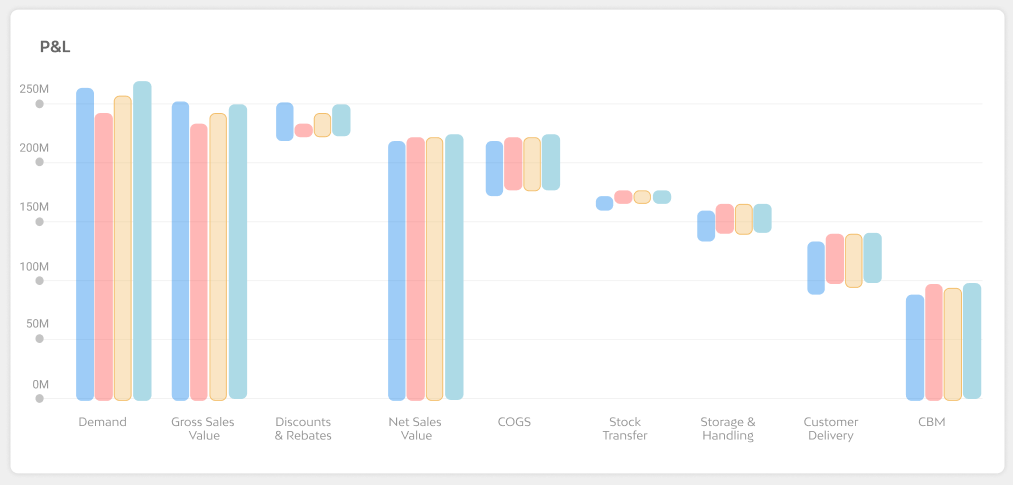 P&L
250M
200M
150M
100M
50M
0M
Demand
Gross Sales
Value
Discounts
& Rebates
Net Sales
Value
COGS
Stock
Transfer
Storage &
Handling
Customer
Delivery
CBM